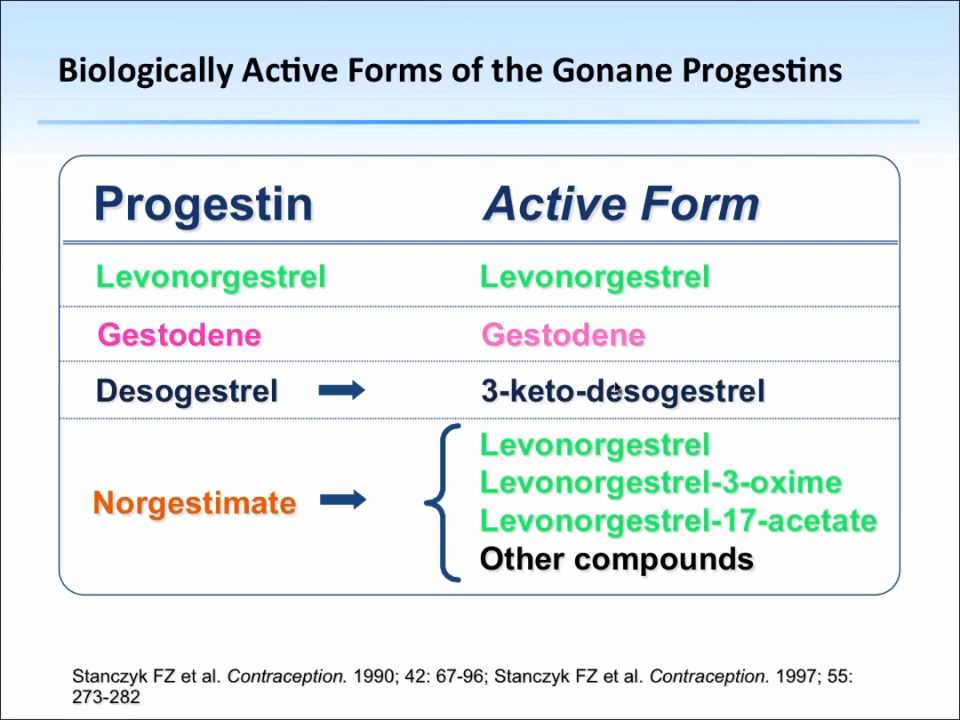 Biologically Active Forms of the Gonane Progestins
Progestin Active Form
Levonorgestrel Levonorgestrel
Gestodene Gestodene
Desogestrel 3-keto-desogestrel
Norgestimate
Levonorgestrel
Levonorgestrel-3-oxime
Levonorgestrel-17-acetate
Other compounds
Stanczyk FZ et al. Contraception. 1990; 42: 67-96; Stanczyk FZ et al. Contraception. 1997; 55:
273-282